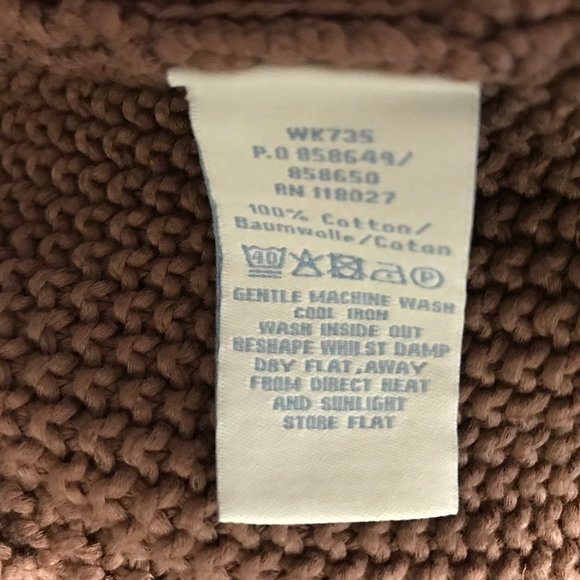 WK735
P.O 858649/
858650
RN 118027
100% Cotton/
Baumwolle/Coton
40 P
GENTLE MACHINE WASH
COOL IRON
WASH INSIDE OUT
RESHAPE WHILST DAMP
DRY FLAT,AWAY
FROM DIRECT HEAT
AND SUNLIGHT
STORE FLAT